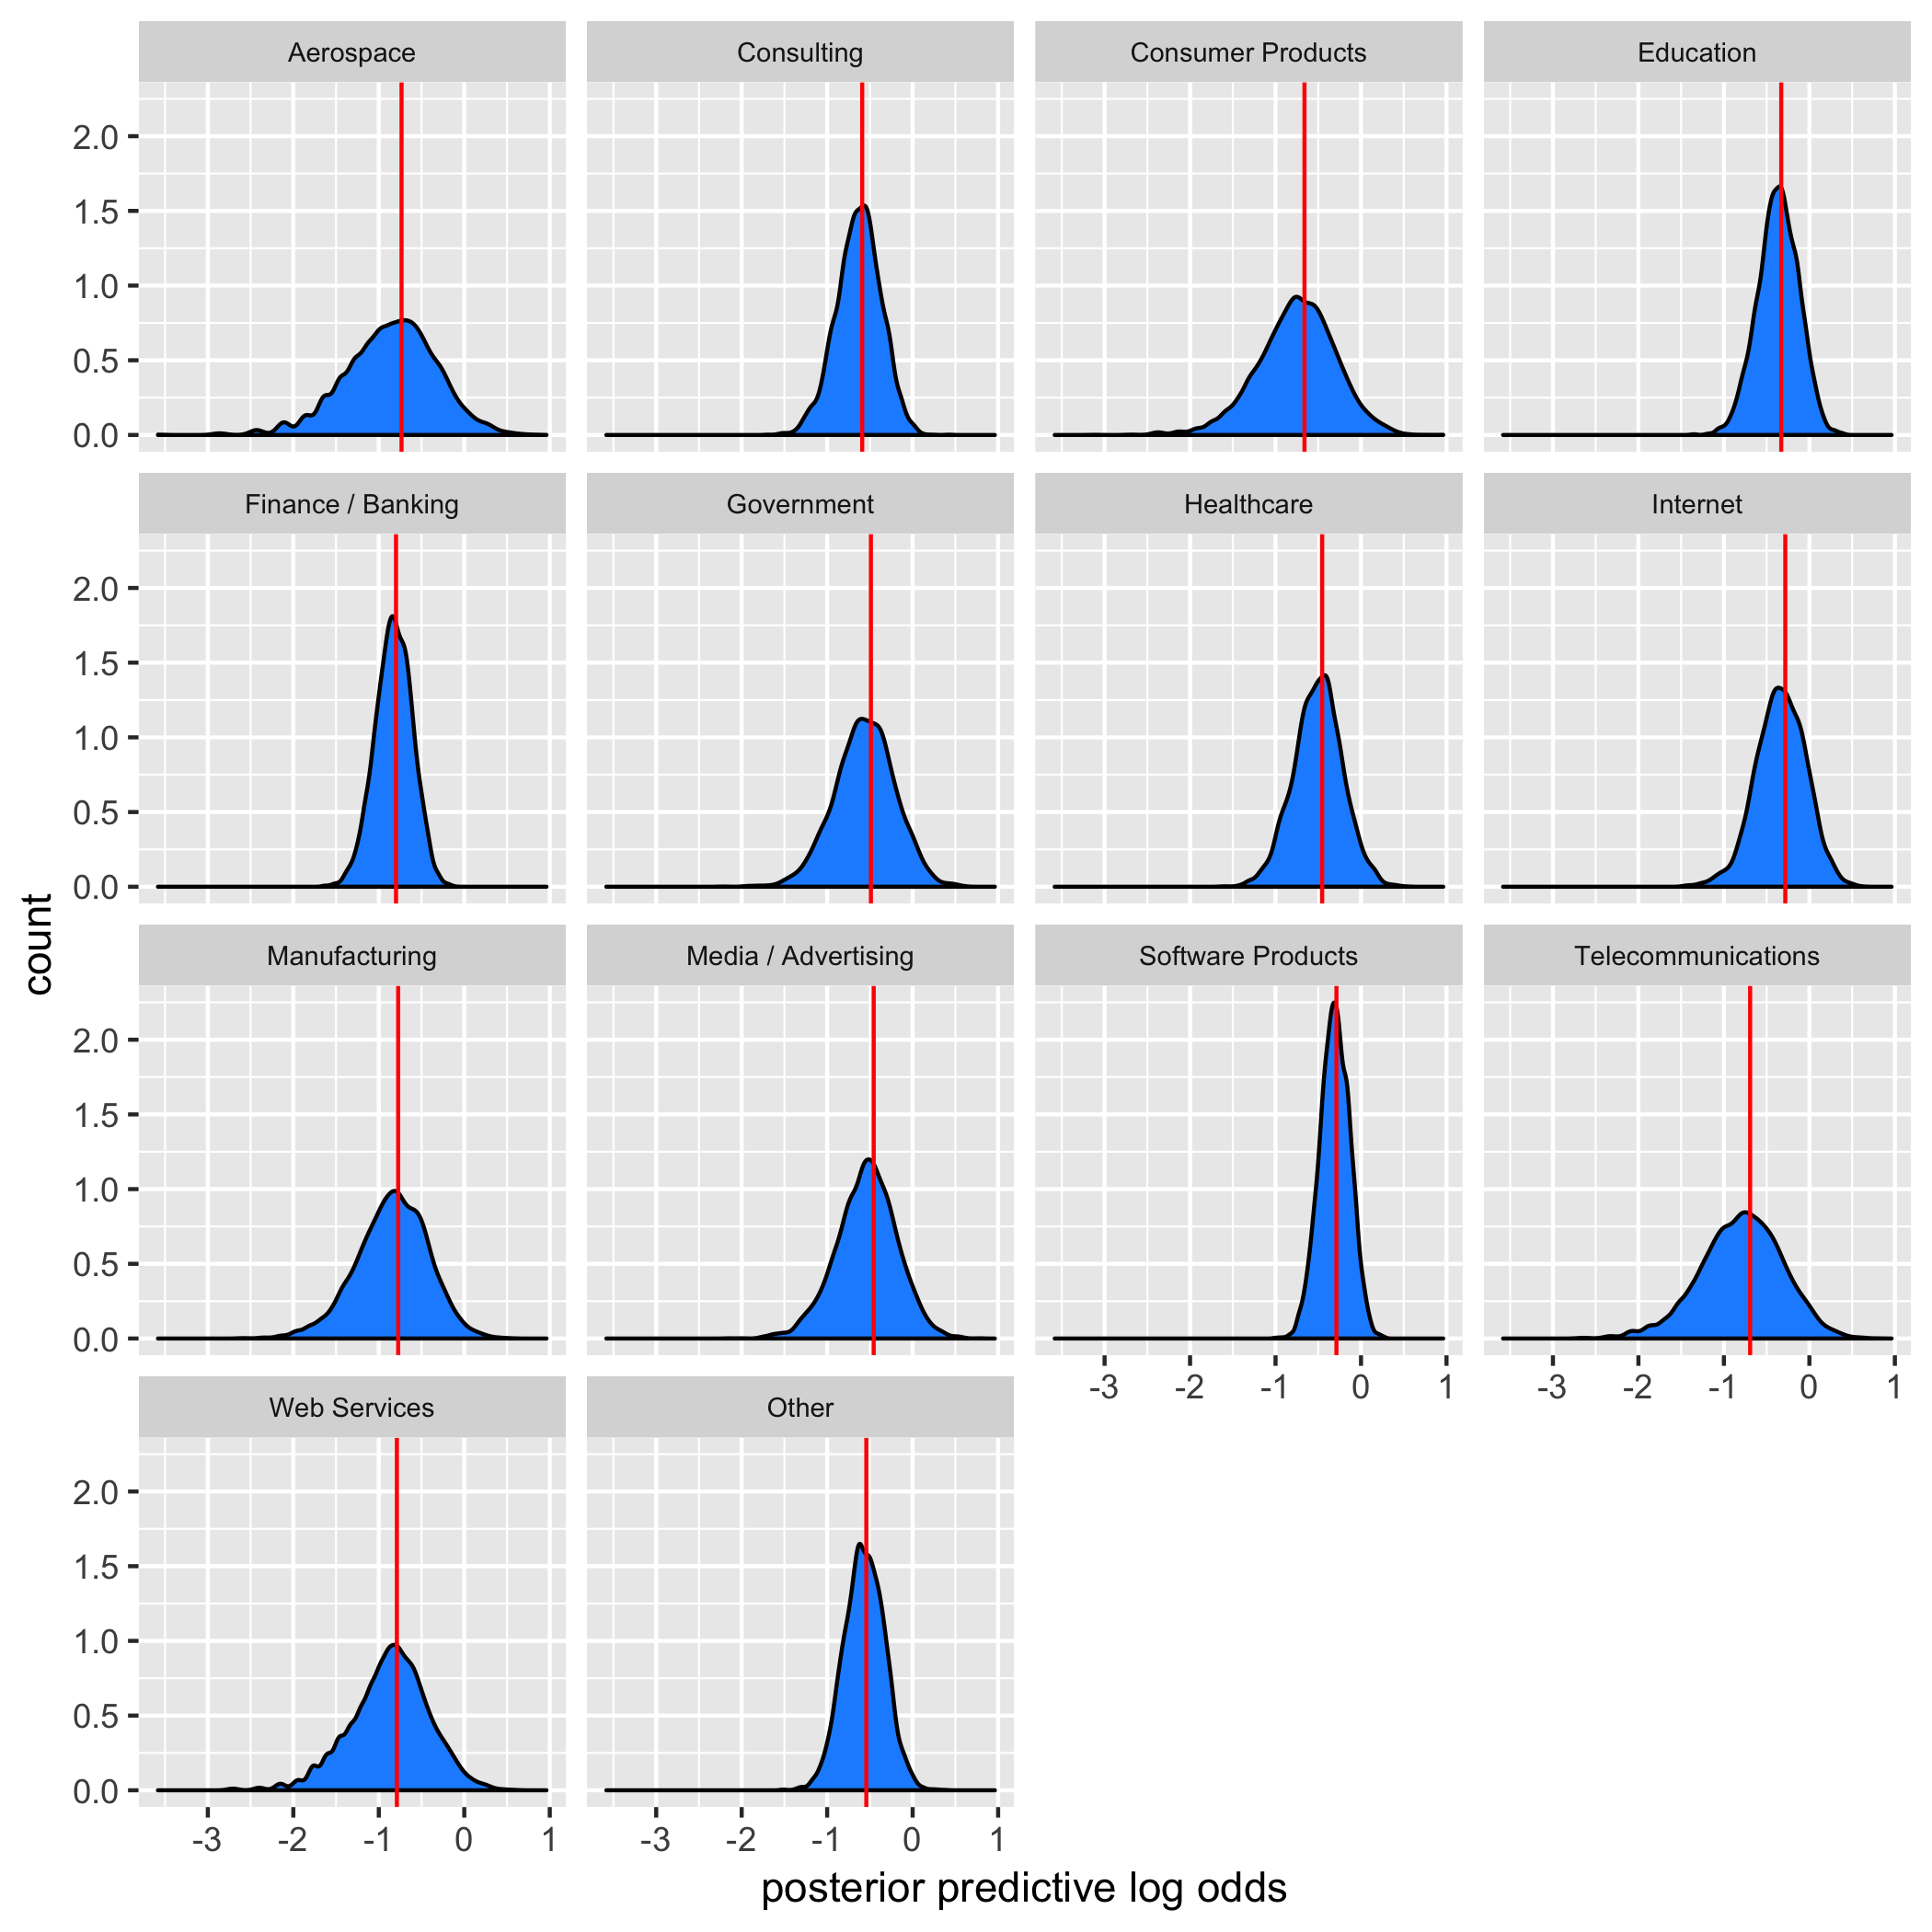 Aerospace
Consulting
Consumer Products
Education
2.0
1.5
1.0
0.5
0.0
Finance / Banking
Government
Healthcare
Internet
2.0
1.5
1.0
0.5
0.0
count
Manufacturing
Media / Advertising
Software Products
Telecommunications
2.0
1.5
1.0
0.5
0.0
-3 -2 -1 0 1
-3 -2 -1 0 1
Web Services
Other
2.0
1.5
1.0
0.5
0.0
-3 -2 -1 0 1
-3 -2 -1 0 1
posterior predictive log odds